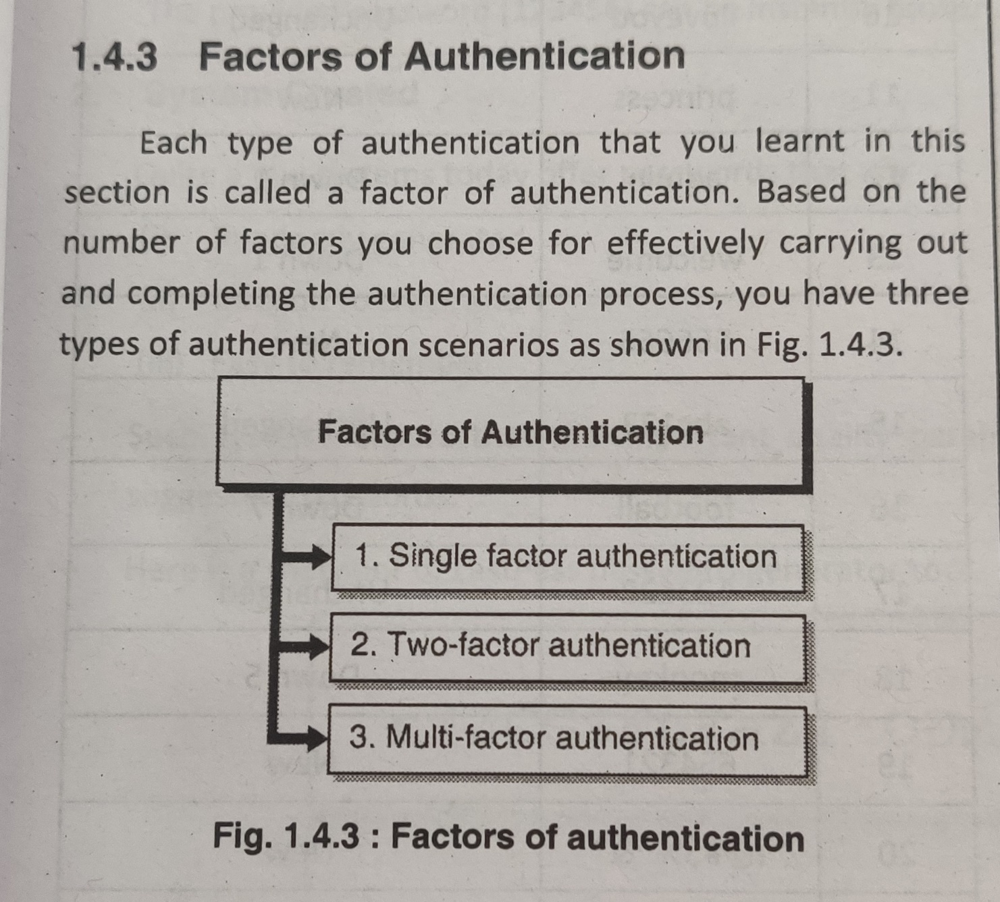 1.4.3 Factors of Authentication
Each type of authentication that you learnt in this
section is called a factor of authentication. Based on the
number of factors you choose for effectively carrying out
and completing the authentication process, you have three
types of authentication scenarios as shown in Fig. 1.4.3.
Factors of Authentication
1. Single factor authentication
2. Two-factor authentication
3. Multi-factor authentication
Fig. 1.4.3 : Factors of authentication